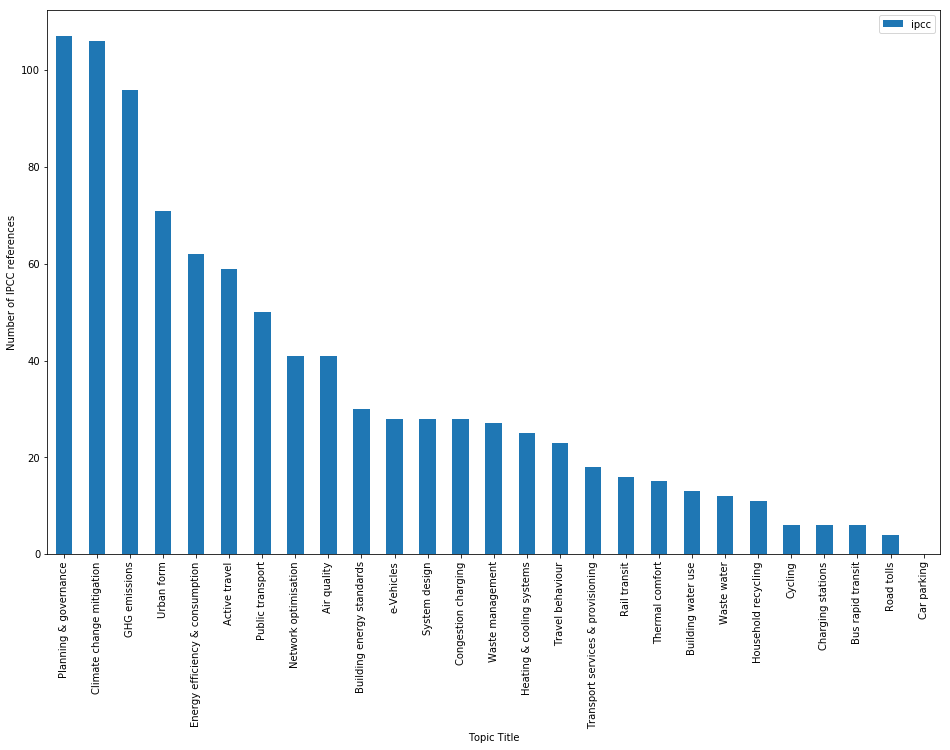 ipcc
Number of IPCC references
100
80
60
40
20
0
Planning & governance
Climate change mitigation
GHG emissions
Urban form
Energy efficiency & consumption
Active travel
Public transport
Network optimisation
Air quality
Building energy standards
e-Vehicles
System design
Congestion charging
Waste management
Heating & cooling systems
Travel behaviour
Transport services & provisioning
Rail transit
Thermal comfort
Building water use
Waste water
Household recycling
Cycling
Charging stations
Bus rapid transit
Road tolls
Car parking
Topic Title